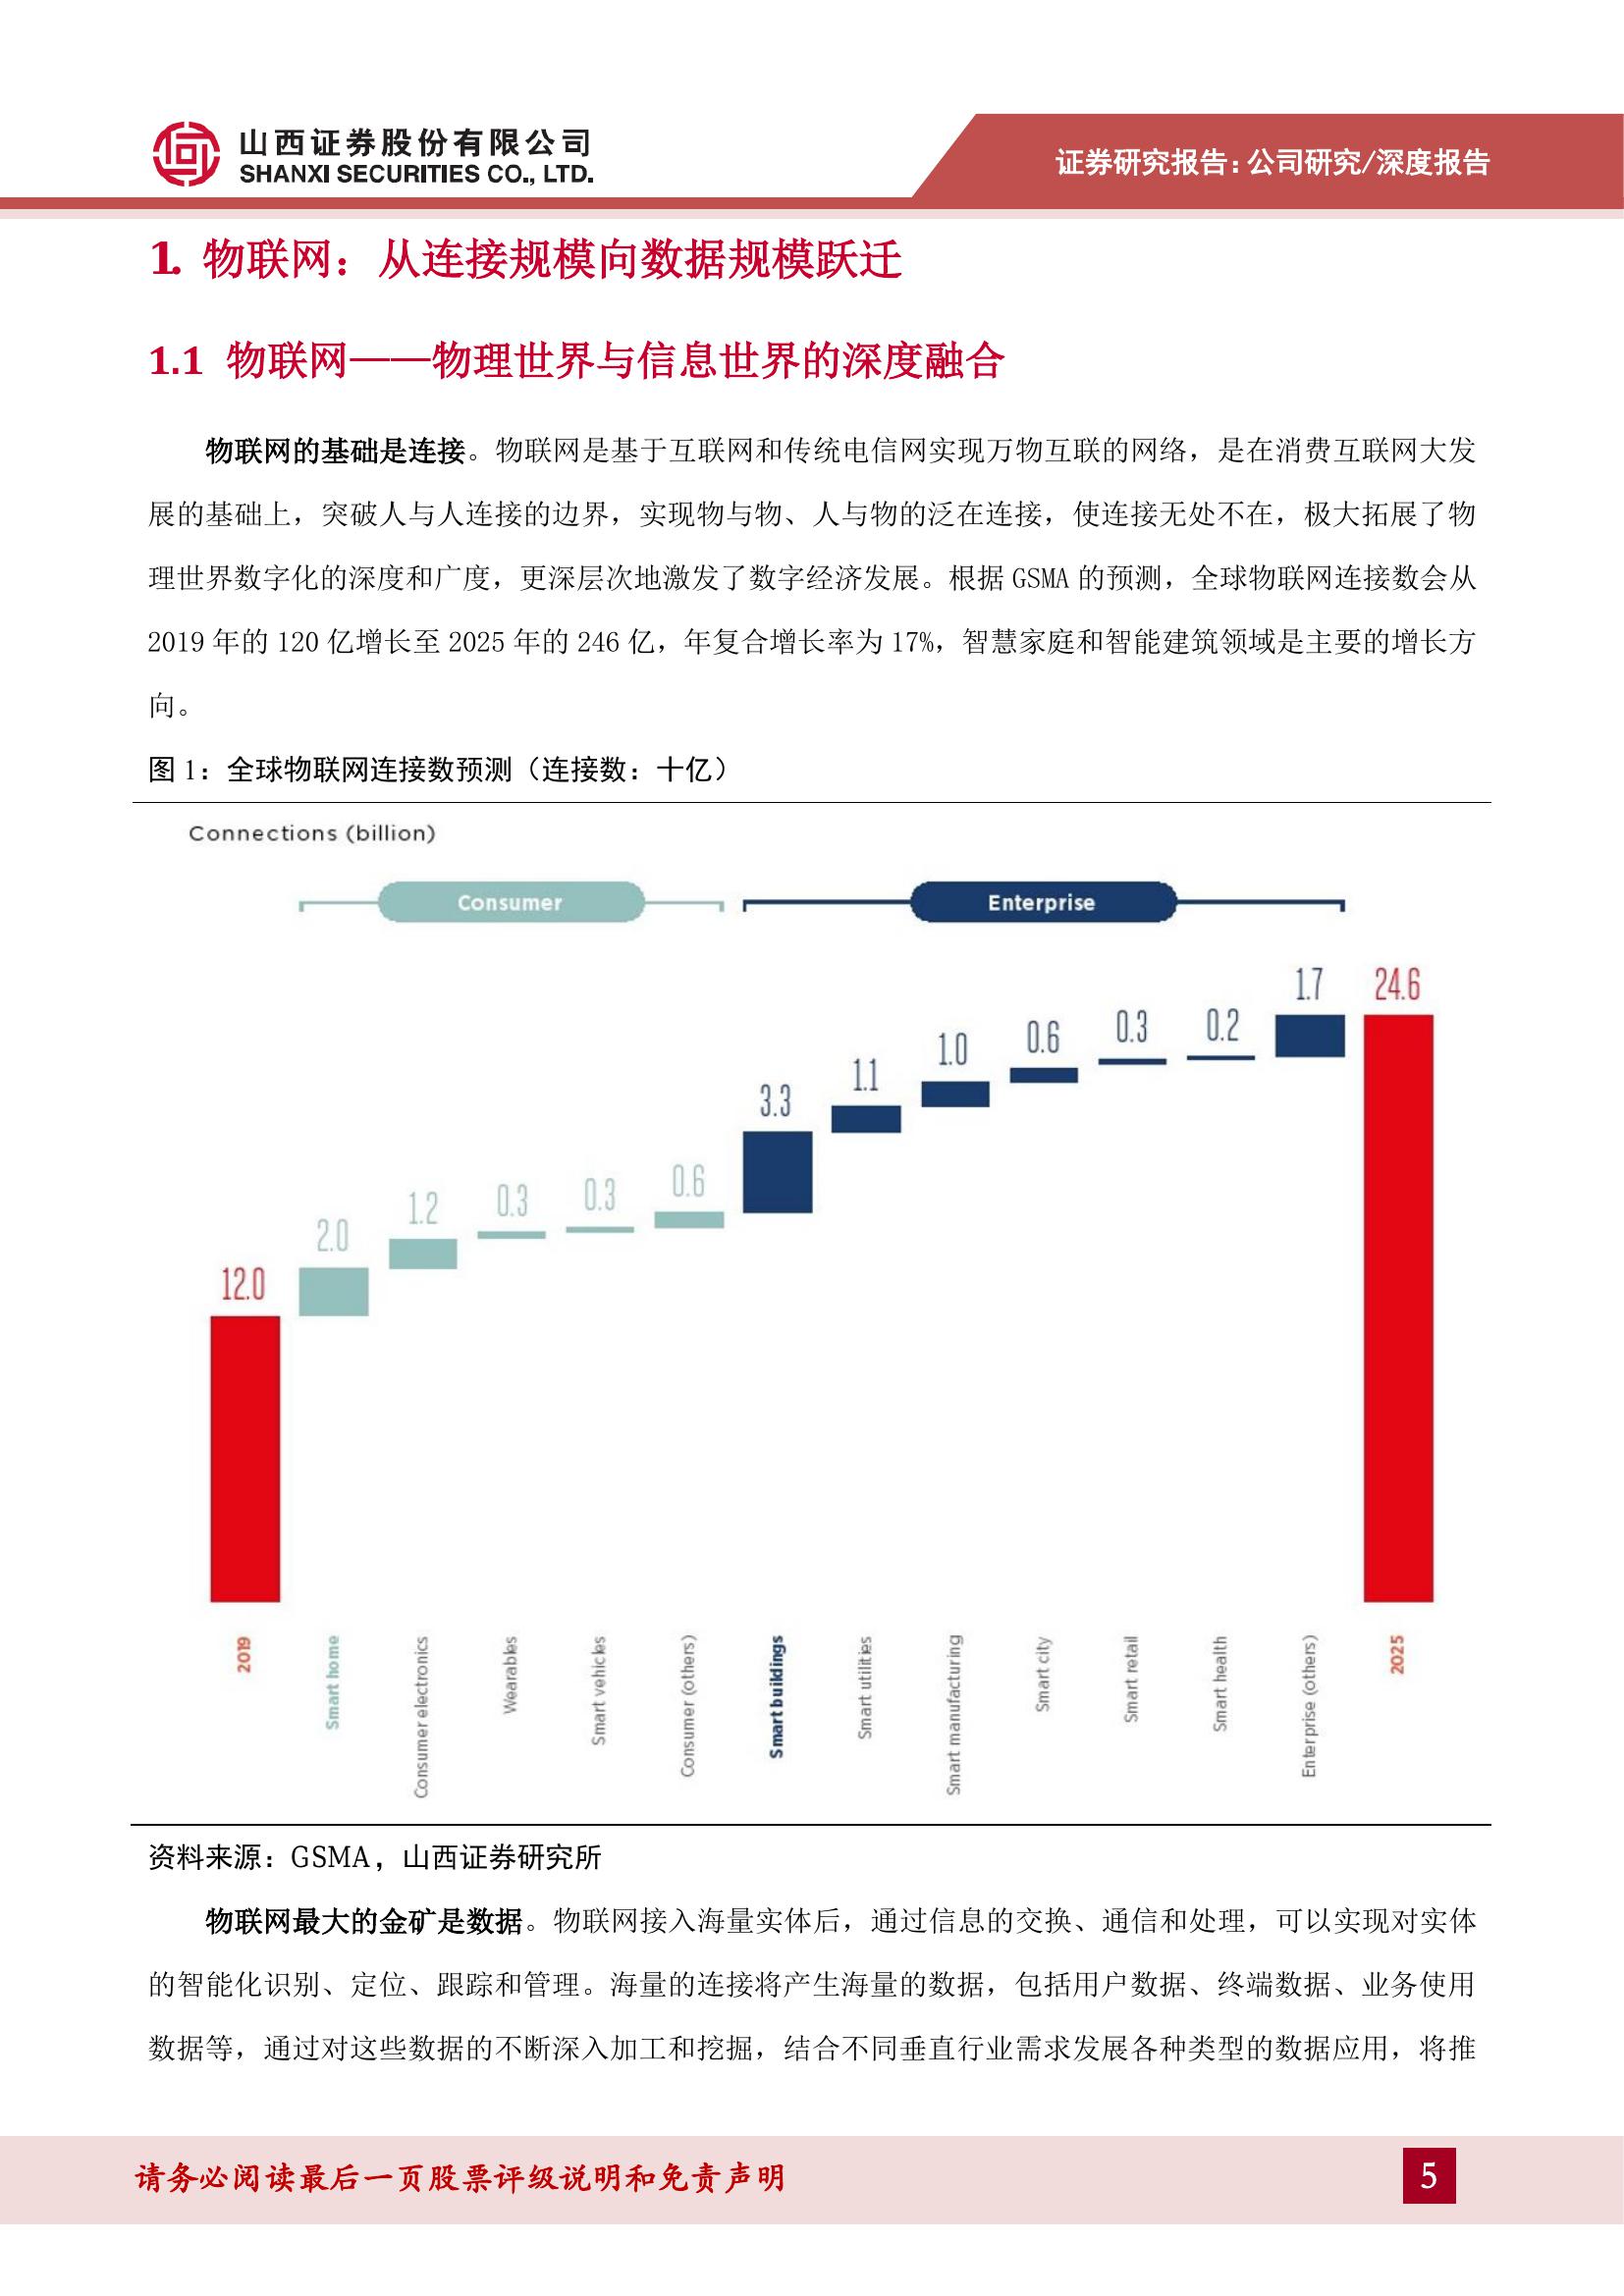 山西证券股份有限公司
SHANXI SECURITIES CO., LTD.
证券研究报告：公司研究/深度报告
1. 物联网：从连接规模向数据规模跃迁
1.1 物联网——物理世界与信息世界的深度融合
物联网的基础是连接。物联网是基于互联网和传统电信网实现万物互联的网络，是在消费互联网大发
展的基础上，突破人与人连接的边界，实现物与物、人与物的泛在连接，使连接无处不在，极大拓展了物
理世界数字化的深度和广度，更深层次地激发了数字经济发展。根据 GSMA 的预测，全球物联网连接数会从
2019 年的 120 亿增长至 2025 年的 246 亿，年复合增长率为 17%，智慧家庭和智能建筑领域是主要的增长方
向。
图 1：全球物联网连接数预测（连接数：十亿）
Connections (billion)
Consumer
Enterprise
12.0
2.0
1.2
0.3
0.3
0.6
3.3
1.1
1.0
0.6
0.3
0.2
1.7
24.6
2019
Smart home
Consumer electronics
Wearables
Smart vehicles
Consumer (others)
Smart buildings
Smart utilities
Smart manufacturing
Smart city
Smart retail
Smart health
Enterprise (others)
2025
资料来源：GSMA，山西证券研究所
物联网最大的金矿是数据。物联网接入海量实体后，通过信息的交换、通信和处理，可以实现对实体
的智能化识别、定位、跟踪和管理。海量的连接将产生海量的数据，包括用户数据、终端数据、业务使用
数据等，通过对这些数据的不断深入加工和挖掘，结合不同垂直行业需求发展各种类型的数据应用，将推
请务必阅读最后一页股票评级说明和免责声明
5